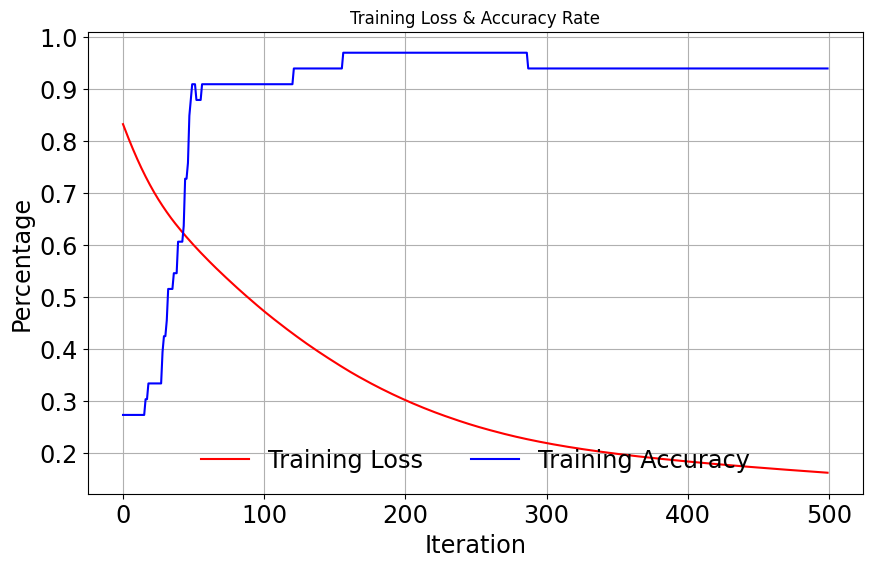 Training Loss & Accuracy Rate
1.0
0.9
0.8
0.7
0.6
0.5
0.4
0.3
0.2
Percentage
Training Loss Training Accuracy
0 100 200 300 400 500
Iteration